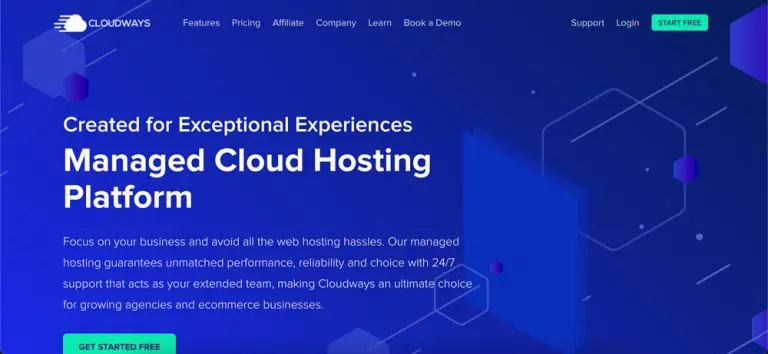 CLOUDWAYS
Features Pricing Affiliate Company Learn Book a Demo
Support Login START FREE
Created for Exceptional Experiences
Managed Cloud Hosting
Platform
Focus on your business and avoid all the web hosting hassles. Our managed
hosting guarantees unmatched performance, reliability and choice with 24/7
support that acts as your extended team, making Cloudways an ultimate choice
for growing agencies and ecommerce businesses.
GET STARTED FREE